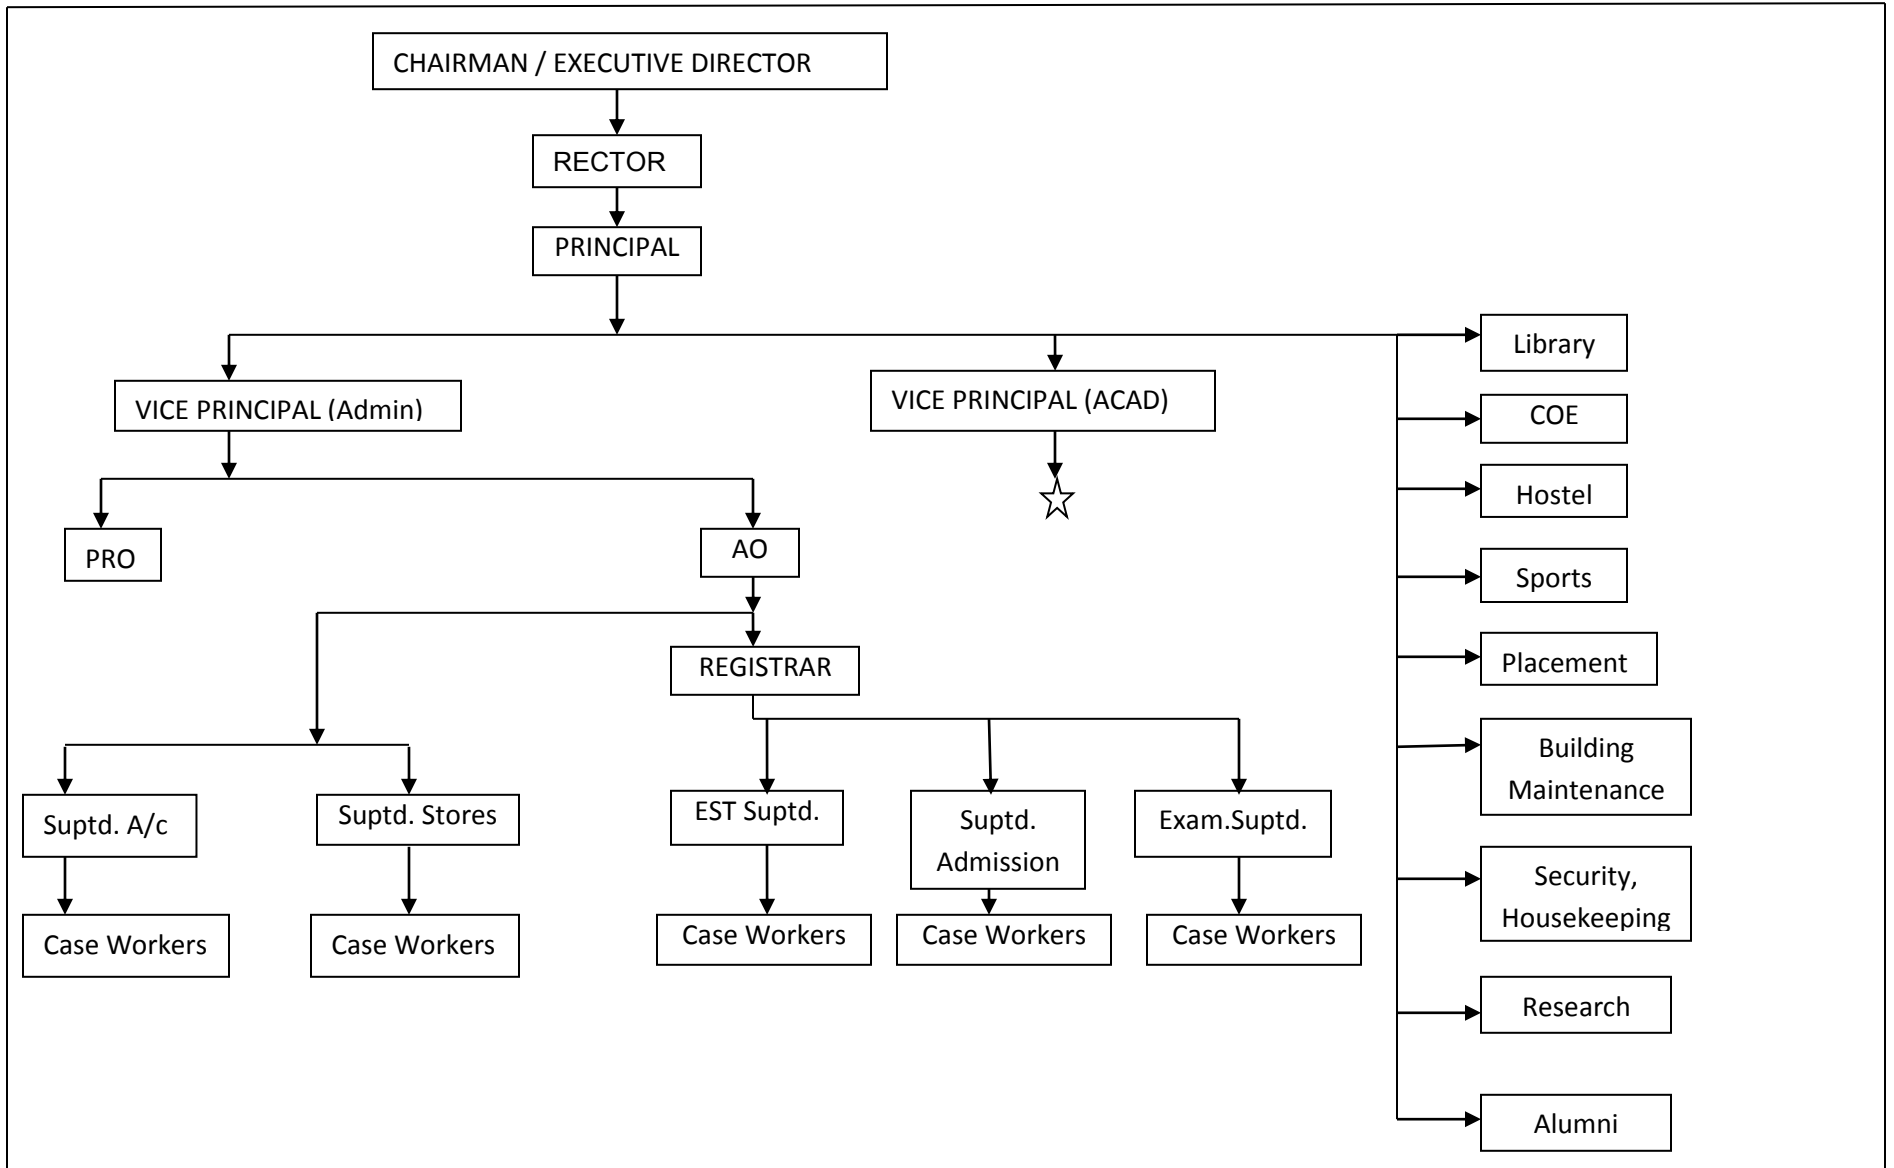 CHAIRMAN / EXECUTIVE DIRECTOR
RECTOR
PRINCIPAL
VICE PRINCIPAL (Admin)
VICE PRINCIPAL (ACAD)
PRO
AO
REGISTRAR
Suptd. A/c
Suptd. Stores
EST Suptd.
Suptd.
Admission
Exam.Suptd.
Case Workers
Case Workers
Case Workers
Case Workers
Case Workers
Library
COE
Hostel
Sports
Placement
Building
Maintenance
Security,
Housekeeping
Research
Alumni